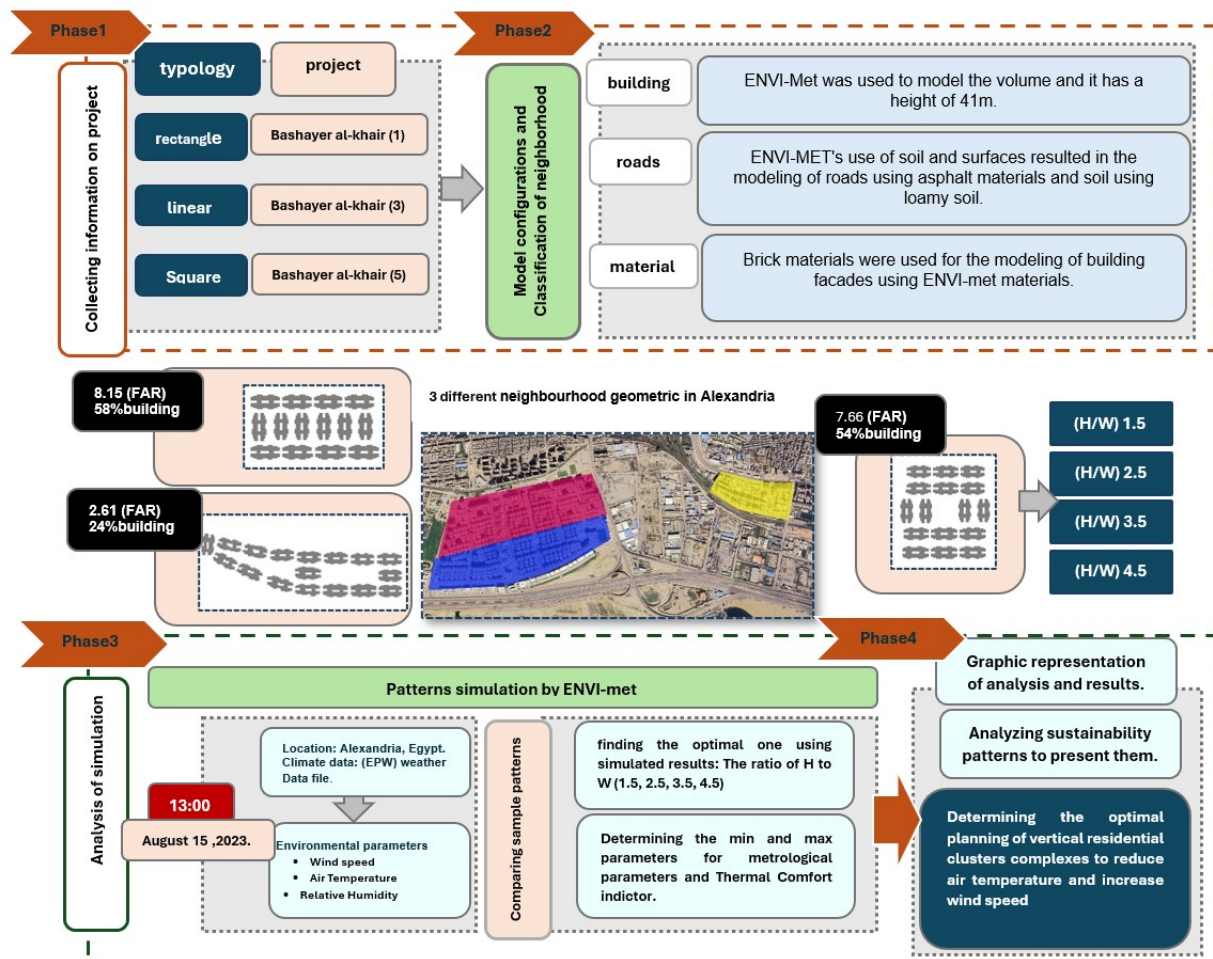 Phase1
typology
project
rectangle
Bashayer al-khair (1)
linear
Bashayer al-khair (3)
Square
Bashayer al-khair (5)
Collecting information on project
Phase2
Model configurations and
Classification of neighborhood
building
ENVI-Met was used to model the volume and it has a
height of 41m.
roads
ENVI-MET's use of soil and surfaces resulted in the
modeling of roads using asphalt materials and soil using
loamy soil.
material
Brick materials were used for the modeling of building
facades using ENVI-met materials.
8.15 (FAR)
58%building
2.61 (FAR)
24%building
3 different neighbourhood geometric in Alexandria
7.66 (FAR)
54%building
(H/W) 1.5
(H/W) 2.5
(H/W) 3.5
(H/W) 4.5
Phase3
Analysis of simulation
Patterns simulation by ENVI-met
Location: Alexandria, Egypt.
Climate data: (EPW) weather
Data file.
13:00
August 15 ,2023.
Environmental parameters
• Wind speed
• Air Temperature
• Relative Humidity
Comparing sample patterns
finding the optimal one using
simulated results: The ratio of H to
W (1.5, 2.5, 3.5, 4.5)
Determining the min and max
parameters for metrological
parameters and Thermal Comfort
indictor.
Phase4
Graphic representation
of analysis and results.
Analyzing sustainability
patterns to present them.
Determining the optimal
planning of vertical residential
clusters complexes to reduce
air temperature and increase
wind speed